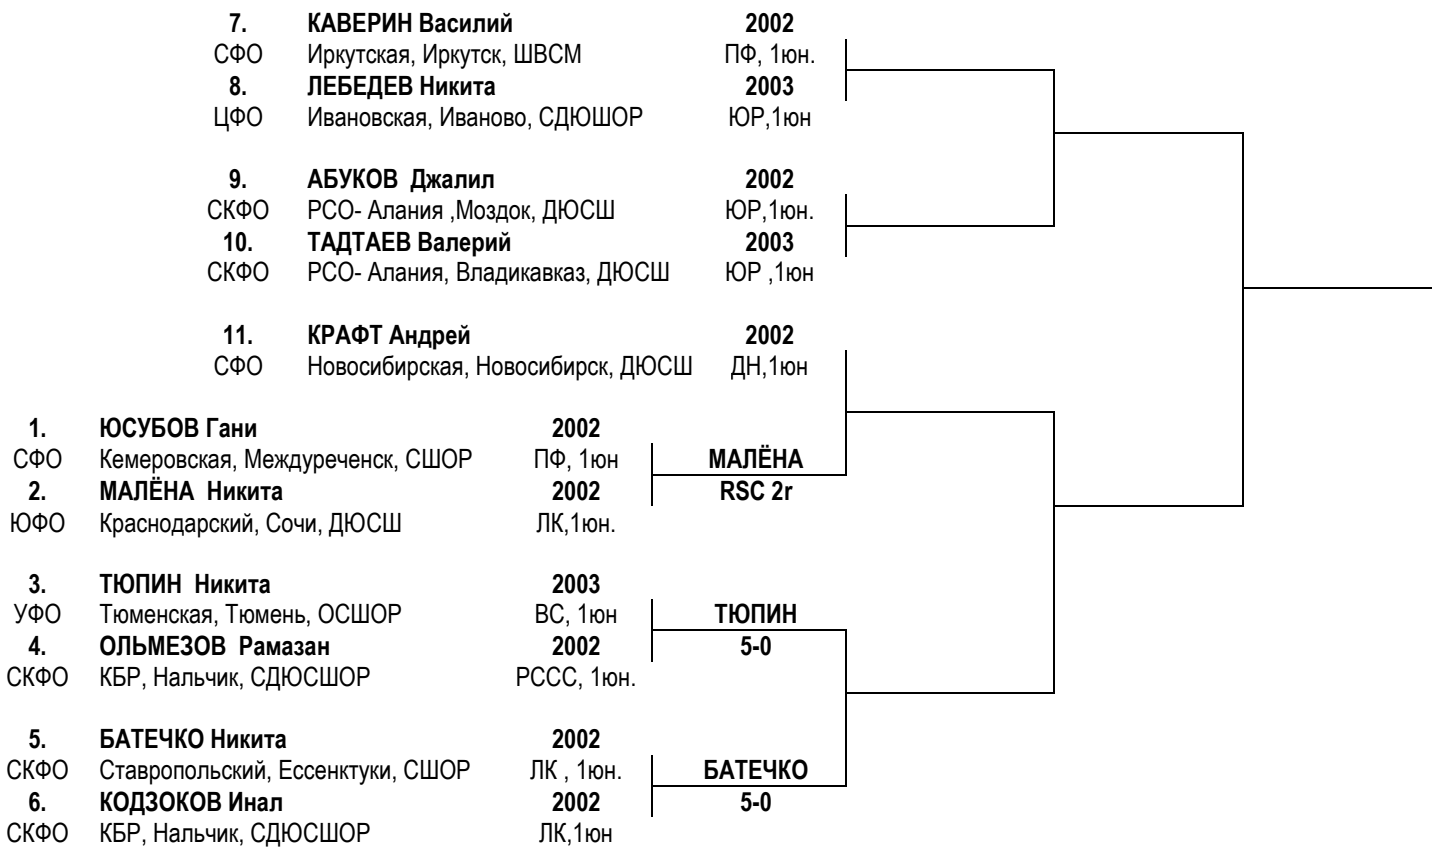 7. КАВЕРИН Василий 2002
СФО Иркутская, Иркутск, ШВСМ ПФ, 1юн.
8. ЛЕБЕДЕВ Никита 2003
ЦФО Ивановская, Иваново, СДЮШОР ЮР,1юн
9. АБУКОВ Джалил 2002
СКФО РСО- Алания ,Моздок, ДЮСШ ЮР,1юн.
10. ТАДТАЕВ Валерий 2003
СКФО РСО- Алания, Владикавказ, ДЮСШ ЮР ,1юн
11. КРАФТ Андрей 2002
СФО Новосибирская, Новосибирск, ДЮСШ ДН,1юн
1. ЮСУБОВ Гани 2002
СФО Кемеровская, Междуреченск, СШОР ПФ, 1юн МАЛЁНА
2. МАЛЁНА Никита 2002 RSC 2r
ЮФО Краснодарский, Сочи, ДЮСШ ЛК,1юн.
3. ТЮПИН Никита 2003
УФО Тюменская, Тюмень, ОСШОР ВС, 1юн ТЮПИН
4. ОЛЬМЕЗОВ Рамазан 2002 5-0
СКФО КБР, Нальчик, СДЮСШОР РССС, 1юн.
5. БАТЕЧКО Никита 2002
СКФО Ставропольский, Ессенктуки, СШОР ЛК , 1юн. БАТЕЧКО
6. КОДЗОКОВ Инал 2002 5-0
СКФО КБР, Нальчик, СДЮСШОР ЛК,1юн